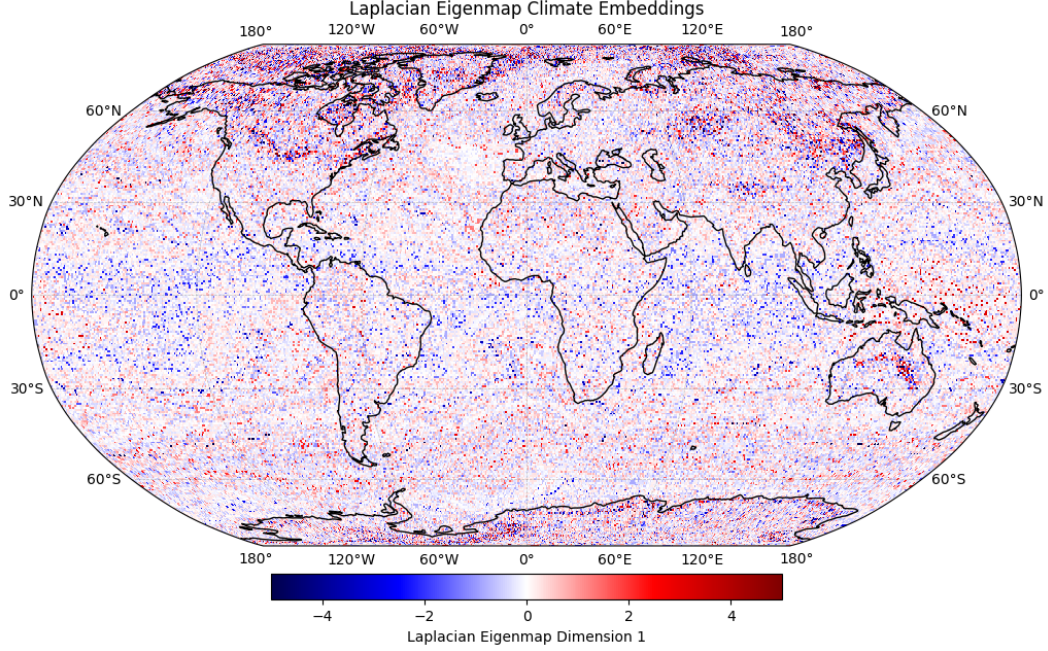 Laplacian Eigenmap Climate Embeddings
180° 120°W 60°W 0° 60°E 120°E 180°
60°N 60°N
30°N 30°N
0° 0°
30°S 30°S
60°S 60°S
180° 120°W 60°W 0° 60°E 120°E 180°
−4 −2 0 2 4
Laplacian Eigenmap Dimension 1